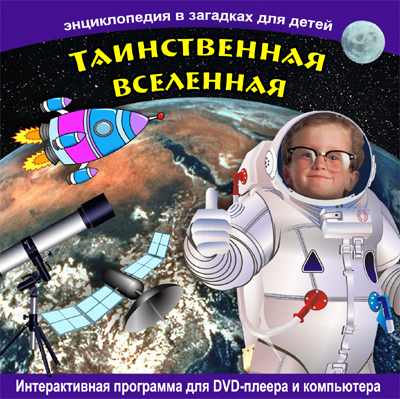 энциклопедия в загадках для детей
Таинственная
вселенная
Интерактивная программа для DVD-плеера и компьютера